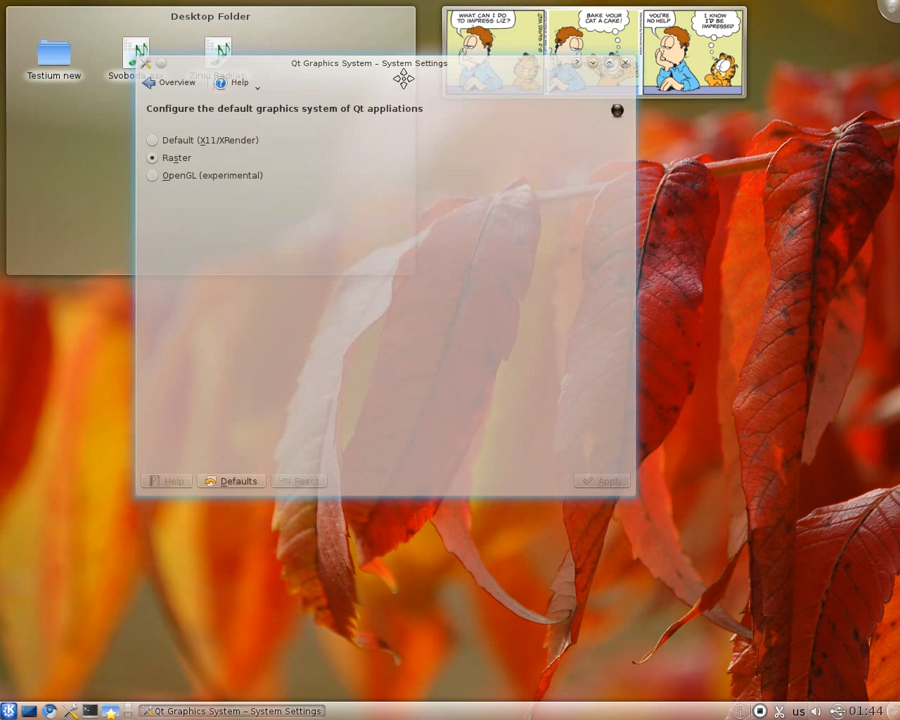 Desktop Folder
Testium new
WHAT CAN I DO
TO IMPRESS LIZ?
BAKE YOUR
CAT A CAKE!
YOU'RE
NO HELP
I KNOW
I'D BE
IMPRESSED
Qt Graphics System – System Settings
Overview
Help
Configure the default graphics system of Qt appliations
Default (X11/XRender)
Raster
OpenGL (experimental)
Help
Defaults
Reset
Apply
Qt Graphics System – System Settings
us
01:44